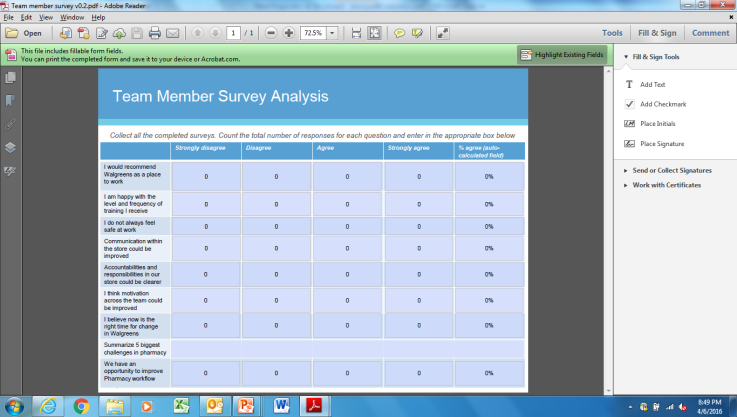 Team member survey v0.2.pdf - Adobe Reader
File Edit View Window Help
Open 1 / 1 72.5% Tools Fill & Sign Comment
This file includes fillable form fields.
You can print the completed form and save it to your device or Acrobat.com.
Highlight Existing Fields
Fill & Sign Tools
Add Text
Add Checkmark
Place Initials
Place Signature
Send or Collect Signatures
Work with Certificates
Team Member Survey Analysis
Collect all the completed surveys. Count the total number of responses for each question and enter in the appropriate box below
Strongly disagree Disagree Agree Strongly agree % agree (auto-
calculated field)
I would recommend
Walgreens as a place
to work
0 0 0 0 0%
I am happy with the
level and frequency of
training I receive
0 0 0 0 0%
I do not always feel
safe at work
0 0 0 0 0%
Communication within
the store could be
improved
0 0 0 0 0%
Accountabilities and
responsibilities in our
store could be clearer
0 0 0 0 0%
I think motivation
across the team could
be improved
0 0 0 0 0%
I believe now is the
right time for change
in Walgreens
0 0 0 0 0%
Summarize 5 biggest
challenges in pharmacy
We have an
opportunity to improve
Pharmacy workflow
0 0 0 0 0%
8:49 PM
4/6/2016